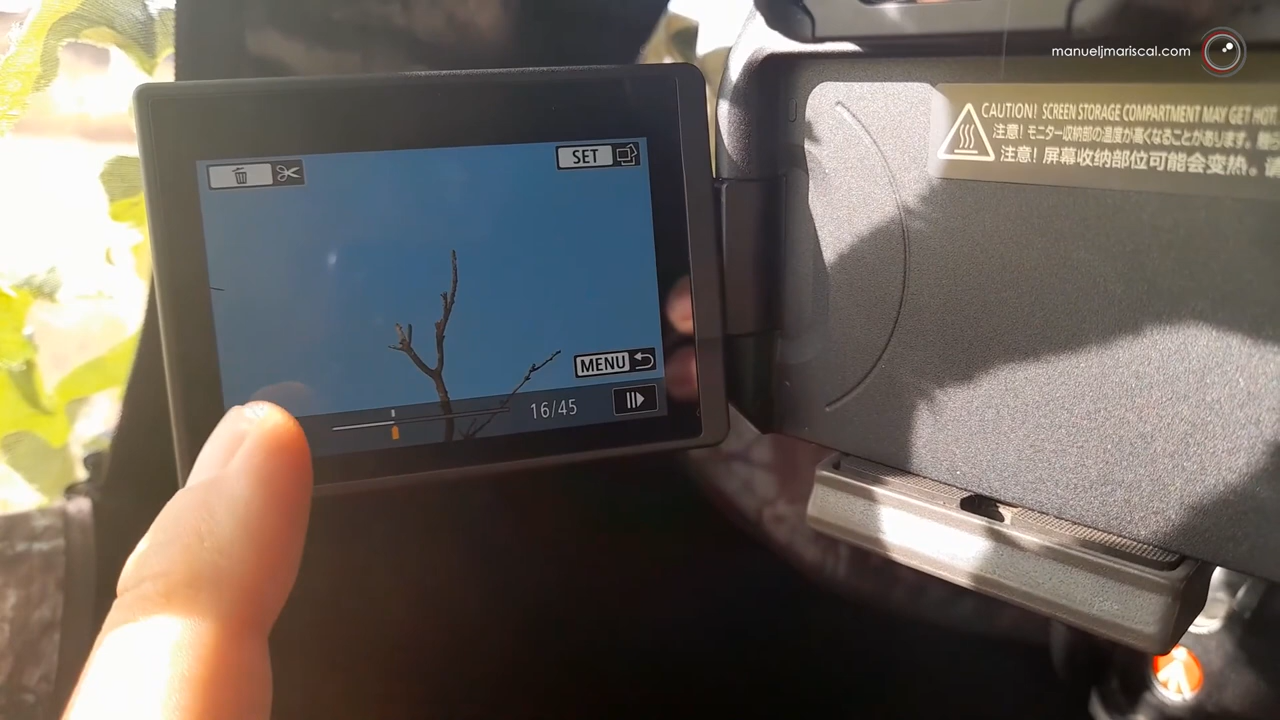 manueljmariscal.com
CAUTION! SCREEN STORAGE COMPARTMENT MAY GET HOT.
注意! モニター収納部の温度が高くなることがあります。
注意! 屏幕收纳部位可能会变热。
SET
MENU
16/45